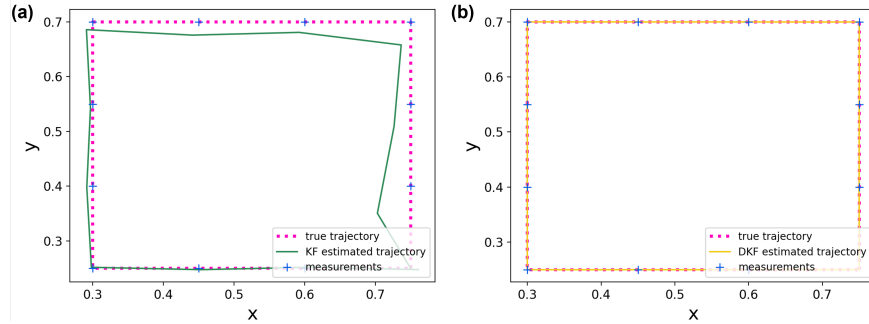 (a)
0.7
0.6
0.5
0.4
0.3
y
0.3 0.4 0.5 0.6 0.7
x
true trajectory
KF estimated trajectory
measurements
(b)
0.7
0.6
0.5
0.4
0.3
y
0.3 0.4 0.5 0.6 0.7
x
true trajectory
DKF estimated trajectory
measurements